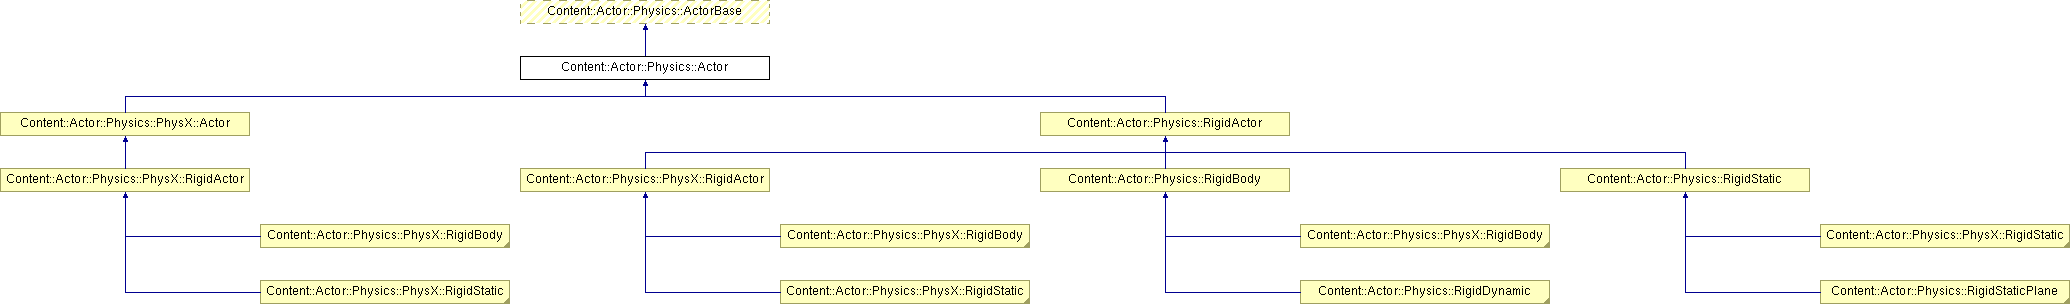 Content::Actor::Physics::ActorBase
Content::Actor::Physics::Actor
Content::Actor::Physics::PhysX::Actor
Content::Actor::Physics::RigidActor
Content::Actor::Physics::PhysX::RigidActor
Content::Actor::Physics::PhysX::RigidActor
Content::Actor::Physics::RigidBody
Content::Actor::Physics::RigidStatic
Content::Actor::Physics::PhysX::RigidBody
Content::Actor::Physics::PhysX::RigidBody
Content::Actor::Physics::PhysX::RigidBody
Content::Actor::Physics::PhysX::RigidStatic
Content::Actor::Physics::PhysX::RigidStatic
Content::Actor::Physics::PhysX::RigidStatic
Content::Actor::Physics::RigidDynamic
Content::Actor::Physics::RigidStaticPlane